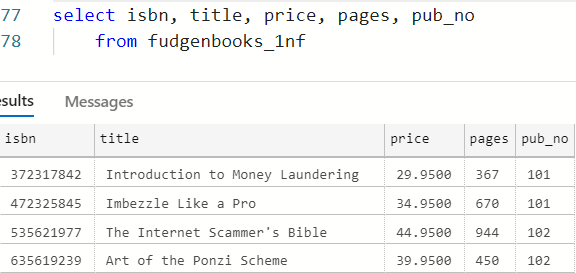 77 select isbn, title, price, pages, pub_no
78 from fudgenbooks_1nf
esults Messages
isbn title price pages pub_no
372317842 Introduction to Money Laundering 29.9500 367 101
472325845 Imbezzle Like a Pro 34.9500 670 101
535621977 The Internet Scammer's Bible 44.9500 944 102
635619239 Art of the Ponzi Scheme 39.9500 450 102